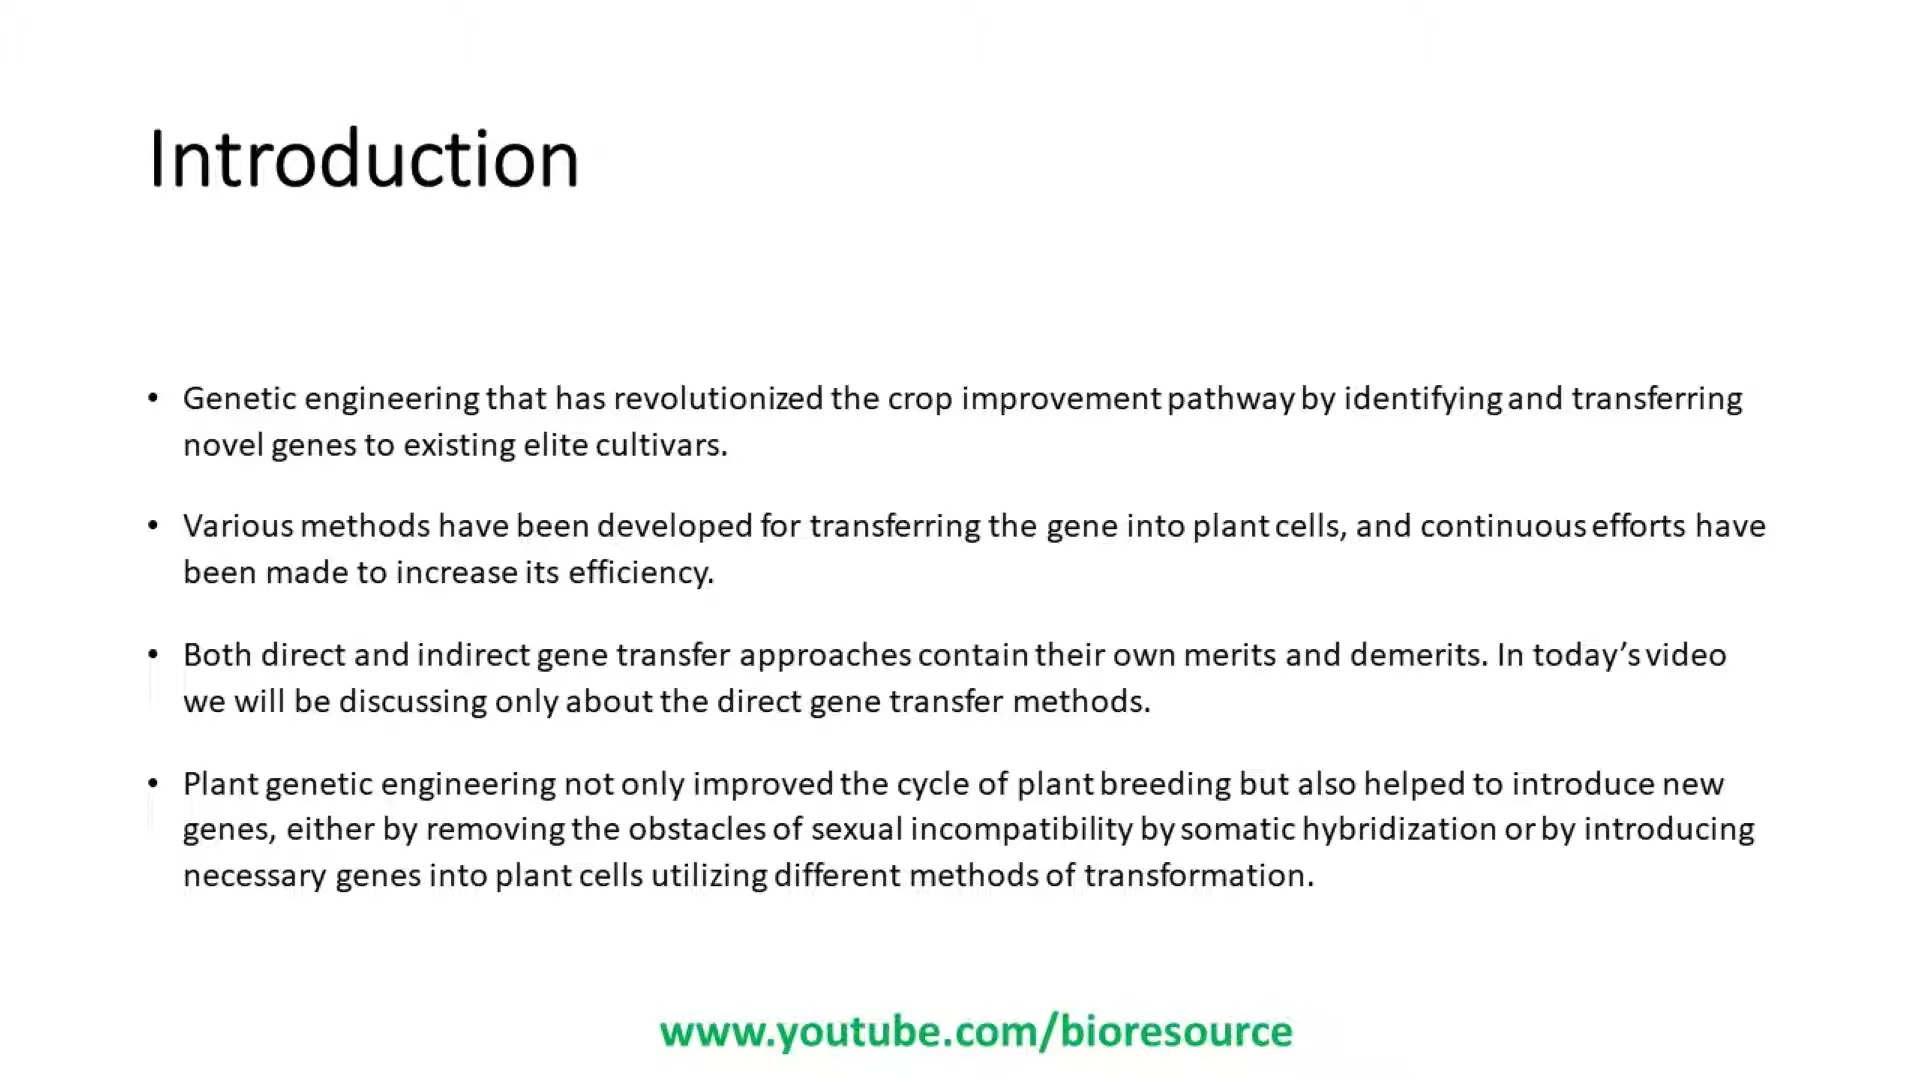 Introduction
• Genetic engineering that has revolutionized the crop improvement pathway by identifying and transferring
novel genes to existing elite cultivars.
• Various methods have been developed for transferring the gene into plant cells, and continuous efforts have
been made to increase its efficiency.
• Both direct and indirect gene transfer approaches contain their own merits and demerits. In today’s video
we will be discussing only about the direct gene transfer methods.
• Plant genetic engineering not only improved the cycle of plant breeding but also helped to introduce new
genes, either by removing the obstacles of sexual incompatibility by somatic hybridization or by introducing
necessary genes into plant cells utilizing different methods of transformation.
www.youtube.com/bioresource